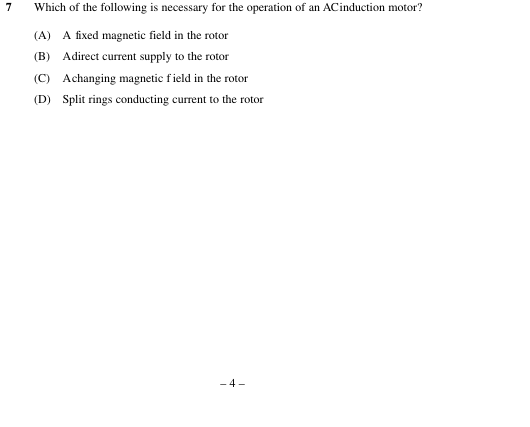 7 Which of the following is necessary for the operation of an ACinduction motor?
(A) A fixed magnetic field in the rotor
(B) Adirect current supply to the rotor
(C) Achanging magnetic field in the rotor
(D) Split rings conducting current to the rotor
– 4 –